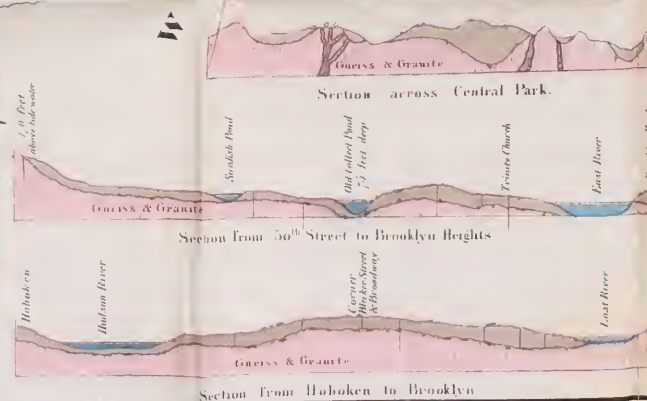 Gneiss & Granite
Section across Central Park.
feet
above tide water
Sunfish Pond
Old Collect Pond
feet deep
Trinity Church
East River
Gneiss & Granite
Section from 50th Street to Brooklyn Heights
Hoboken
Hudson River
Corner
Bleeker Street
& Broadway
East River
Gneiss & Granite
Section from Hoboken to Brooklyn